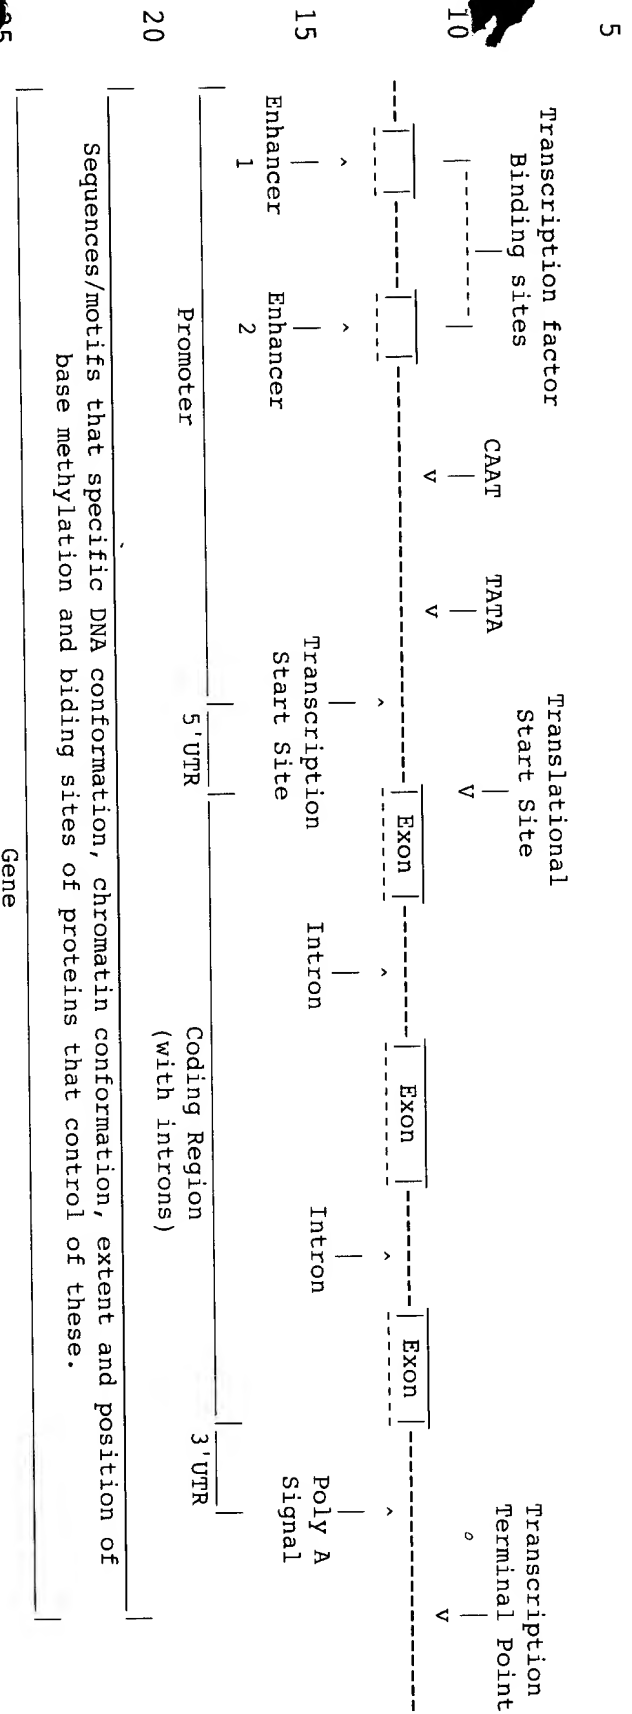 5
Transcription factor
Binding sites
Translational
Start Site
Transcription
Terminal Point
10
CAAT
TATA
Exon
Exon
Exon
15
Enhancer
1
Enhancer
2
Transcription
Start Site
Intron
Intron
Poly A
Signal
20
Promoter
5'UTR
Coding Region
(with introns)
3'UTR
Sequences/motifs that specific DNA conformation, chromatin conformation, extent and position of
base methylation and biding sites of proteins that control of these.
Gene